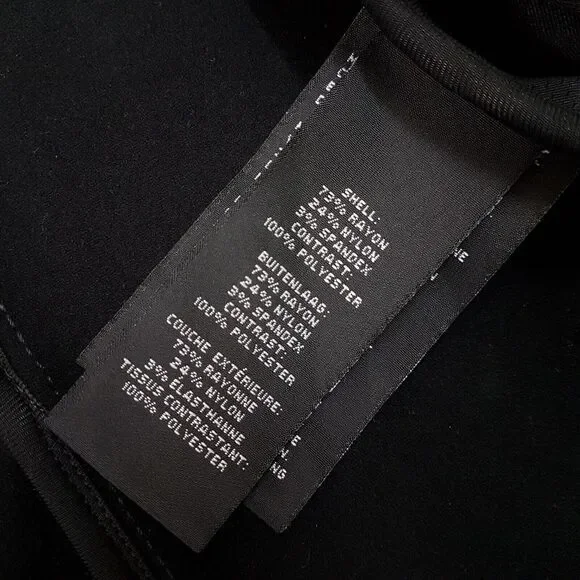 SHELL:
73% RAYON
24% NYLON
3% SPANDEX
CONTRAST:
100% POLYESTER
BUITENLAAG:
73% RAYON
24% NYLON
3% SPANDEX
CONTRAST:
100% POLYESTER
COUCHE EXTÉRIEURE:
73% RAYONNE
24% NYLON
3% ÉLASTHANNE
TISSUS CONTRASTANT:
100% POLYESTER